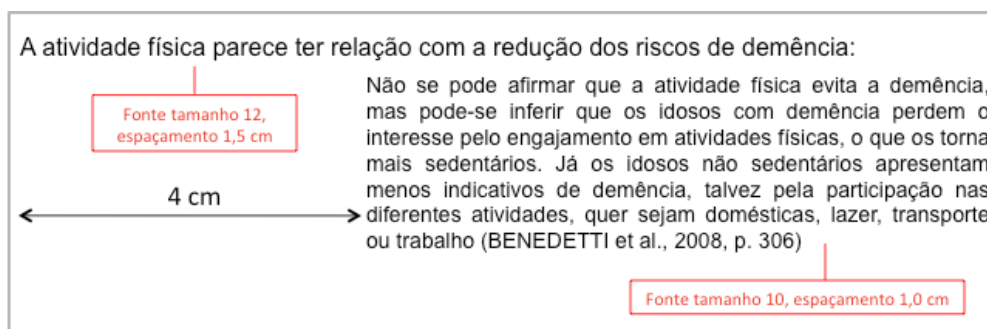 A atividade física parece ter relação com a redução dos riscos de demência:
Não se pode afirmar que a atividade física evita a demência,
mas pode-se inferir que os idosos com demência perdem o
interesse pelo engajamento em atividades físicas, o que os torna
mais sedentários. Já os idosos não sedentários apresentam
menos indicativos de demência, talvez pela participação nas
diferentes atividades, quer sejam domésticas, lazer, transporte
ou trabalho (BENEDETTI et al., 2008, p. 306)
Fonte tamanho 12,
espaçamento 1,5 cm
4 cm
Fonte tamanho 10, espaçamento 1,0 cm